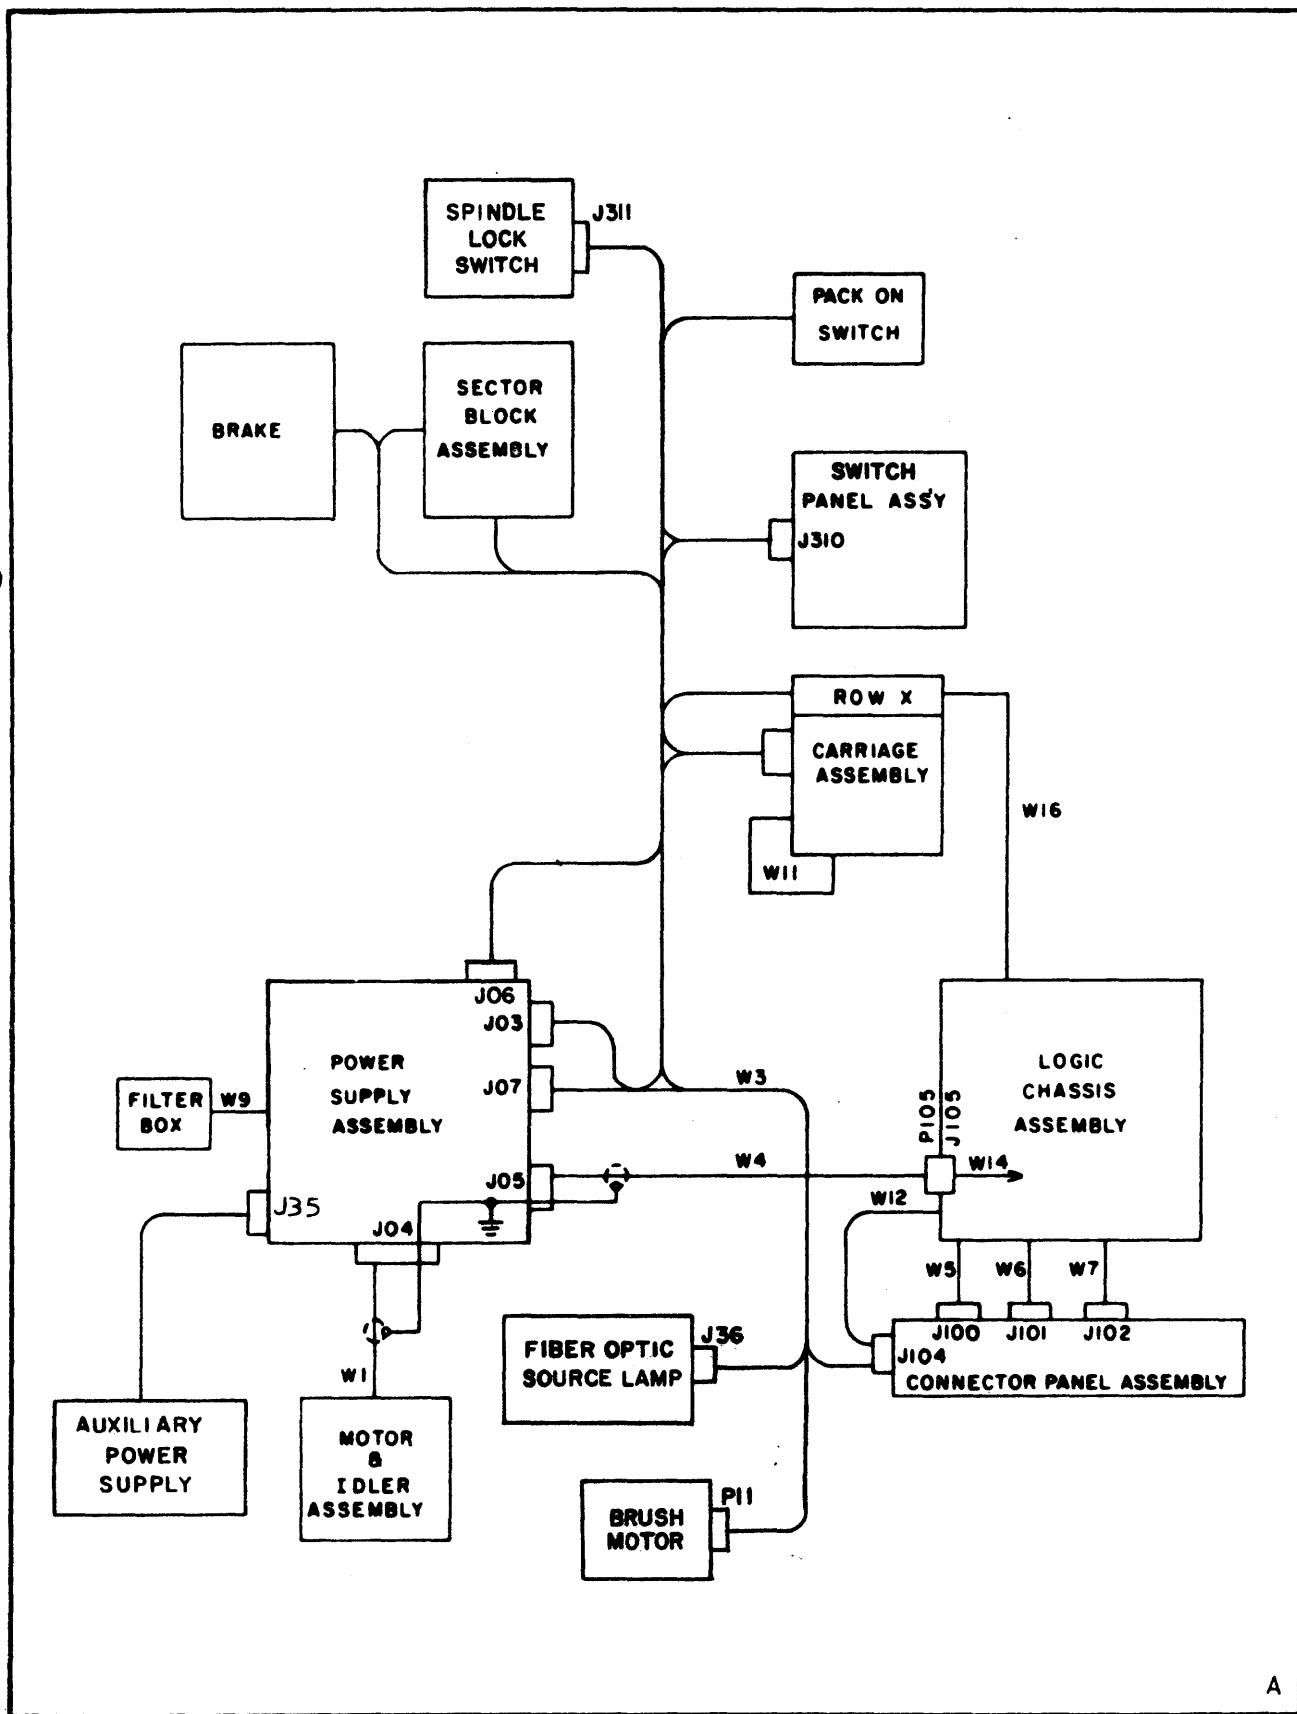 SPINDLE
LOCK
SWITCH
J311
PACK ON
SWITCH
BRAKE
SECTOR
BLOCK
ASSEMBLY
SWITCH
PANEL ASS'Y
J310
ROW X
CARRIAGE
ASSEMBLY
W11
W16
J06
J03
J07
J05
POWER
SUPPLY
ASSEMBLY
FILTER
BOX
W9
J35
J04
W3
W4
P105
J105
LOGIC
CHASSIS
ASSEMBLY
W14
W12
W5
W6
W7
J100
J101
J102
J104
CONNECTOR PANEL ASSEMBLY
W1
FIBER OPTIC
SOURCE LAMP
J36
AUXILIARY
POWER
SUPPLY
MOTOR
&
IDLER
ASSEMBLY
BRUSH
MOTOR
P11
A